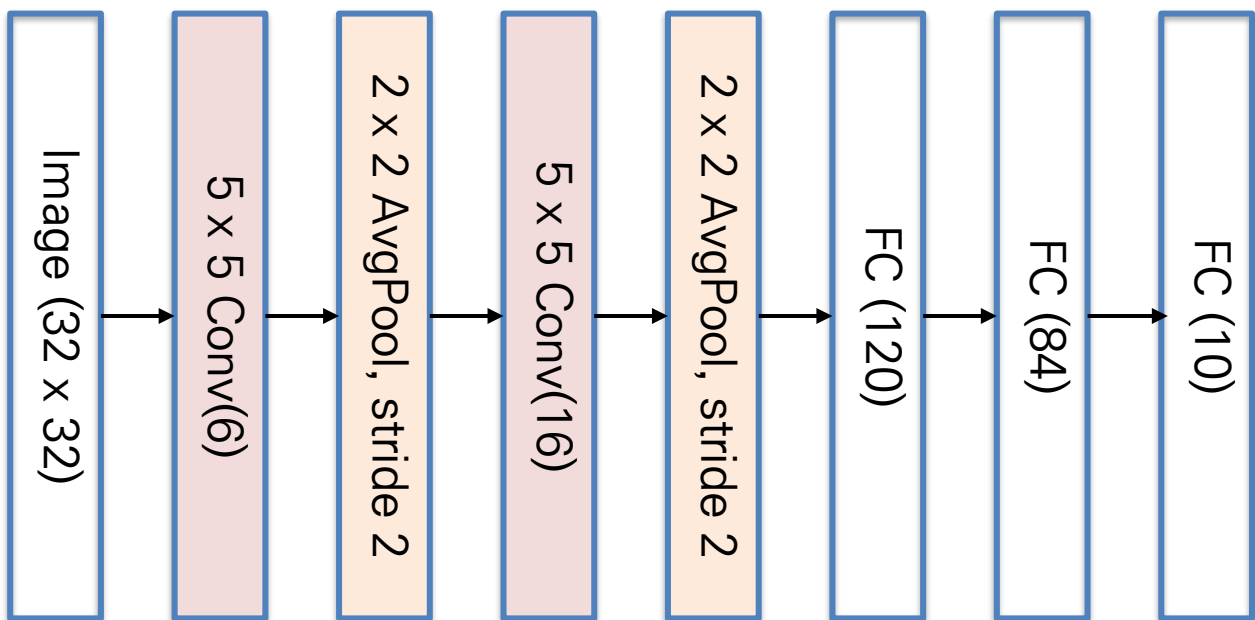 Image (32 x 32)
5 x 5 Conv(6)
2 x 2 AvgPool, stride 2
5 x 5 Conv(16)
2 x 2 AvgPool, stride 2
FC (120)
FC (84)
FC (10)